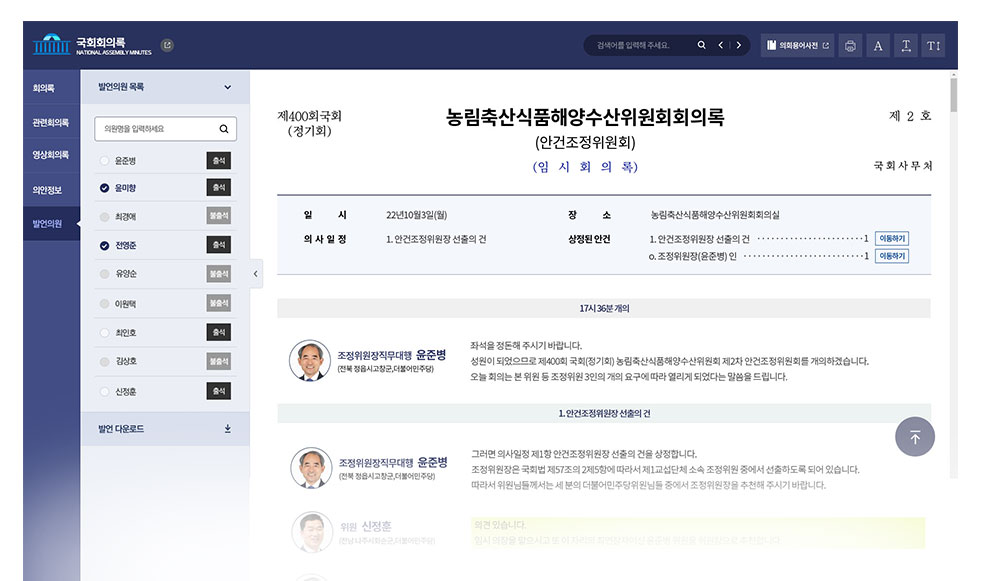 국회회의록
NATIONAL ASSEMBLY MINUTES
검색어를 입력해 주세요.
의회용어사전
A
T
T
회의록
관련회의록
영상회의록
의안정보
발언의원
발언의원 목록
의원명을 입력하세요
윤준병 출석
윤미향 출석
최경애 불출석
전영준 출석
유양순 불출석
이원택 불출석
최인호 출석
김상호 불출석
신정훈 출석
발언 다운로드
제400회국회
(정기회)
농림축산식품해양수산위원회회의록
(안건조정위원회)
(임 시 회 의 록)
제 2 호
국회사무처
일 시 22년10월3일(월) 장 소 농림축산식품해양수산위원회회의실
의사일정 1. 안건조정위원장 선출의 건 상정된 안건 1. 안건조정위원장 선출의 건 ························1 이동하기
o. 조정위원장(윤준병) 인 ···························1 이동하기
17시 36분 개의
조정위원장직무대행 윤준병
(전북 정읍시고창군,더불어민주당)
좌석을 정돈해 주시기 바랍니다.
성원이 되었으므로 제400회 국회(정기회) 농림축산식품해양수산위원회 제2차 안건조정위원회를 개의하겠습니다.
오늘 회의는 본 위원 등 조정위원 3인의 개의 요구에 따라 열리게 되었다는 말씀을 드립니다.
1. 안건조정위원장 선출의 건
조정위원장직무대행 윤준병
(전북 정읍시고창군,더불어민주당)
그러면 의사일정 제1항 안건조정위원장 선출의 건을 상정합니다.
조정위원장은 국회법 제57조의 2제5항에 따라서 제1교섭단체 소속 조정위원 중에서 선출하도록 되어 있습니다.
따라서 위원님들께서는 세 분의 더불어민주당위원님들 중에서 조정위원장을 추천해 주시기 바랍니다.
위원 신정훈
(전남 나주시화순군,더불어민주당)
의견 있습니다.